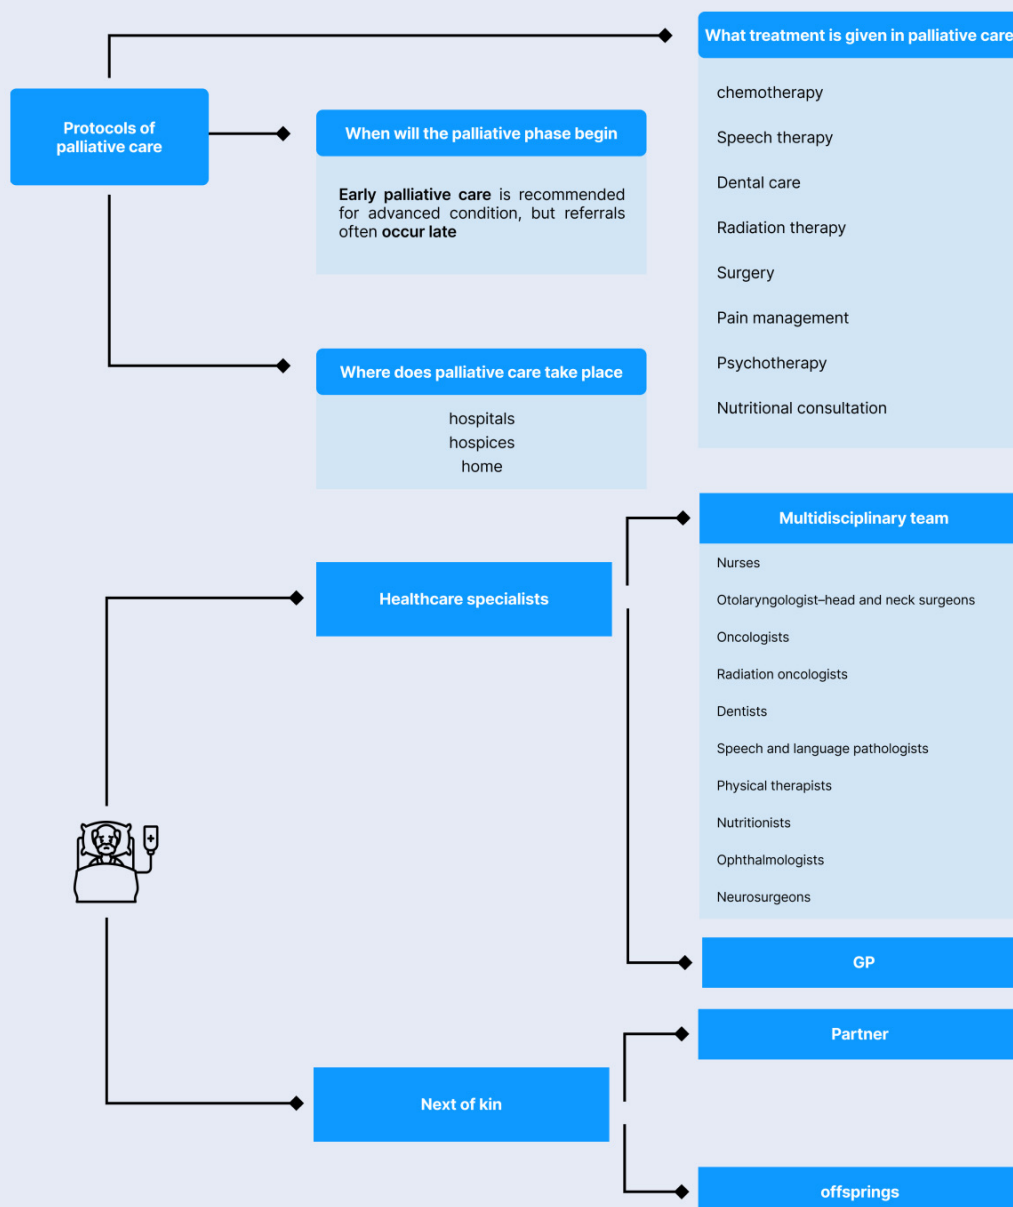 What treatment is given in palliative care
chemotherapy
Speech therapy
Dental care
Radiation therapy
Surgery
Pain management
Psychotherapy
Nutritional consultation
Protocols of
palliative care
When will the palliative phase begin
Early palliative care is recommended
for advanced condition, but referrals
often occur late
Where does palliative care take place
hospitals
hospices
home
Healthcare specialists
Multidisciplinary team
Nurses
Otolaryngologist–head and neck surgeons
Oncologists
Radiation oncologists
Dentists
Speech and language pathologists
Physical therapists
Nutritionists
Ophthalmologists
Neurosurgeons
GP
Next of kin
Partner
offsprings